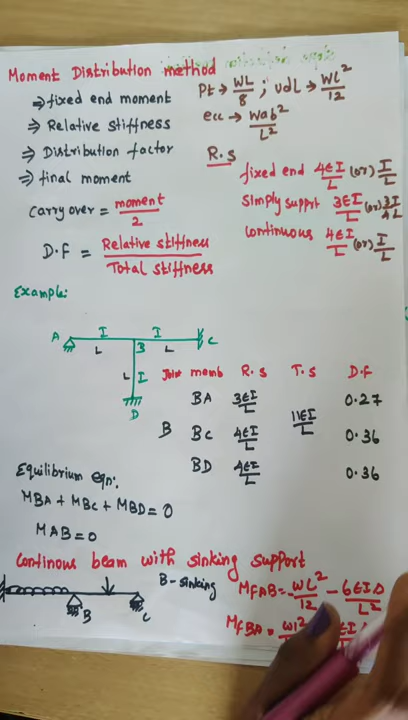 Moment Distribution method
⇒ fixed end moment
⇒ Relative stiffness
⇒ Distribution factor
⇒ final moment
Pt → WL/8 ; udl → Wl²/12
ecc → Wab²/L²
R.s
fixed end 4EI/L (or) I/L
Simply supprt 3EI/L (or) 3I/4L
continuous 4EI/L (or) I/L
Carry over = moment/2
D.F = Relative stiffness/Total stiffness
Example:
A I B I C
L L
L I
D
Joint memb R.s T.s D.F
BA 3EI/L 0.27
B BC 4EI/L 11EI/L 0.36
BD 4EI/L 0.36
Equilibrium eqn:
MBA + MBC + MBD = 0
MAB = 0
Continous beam with sinking support
B C
B - sinking
MFAB = -Wl²/12 - 6EIΔ/L²
MFBA =